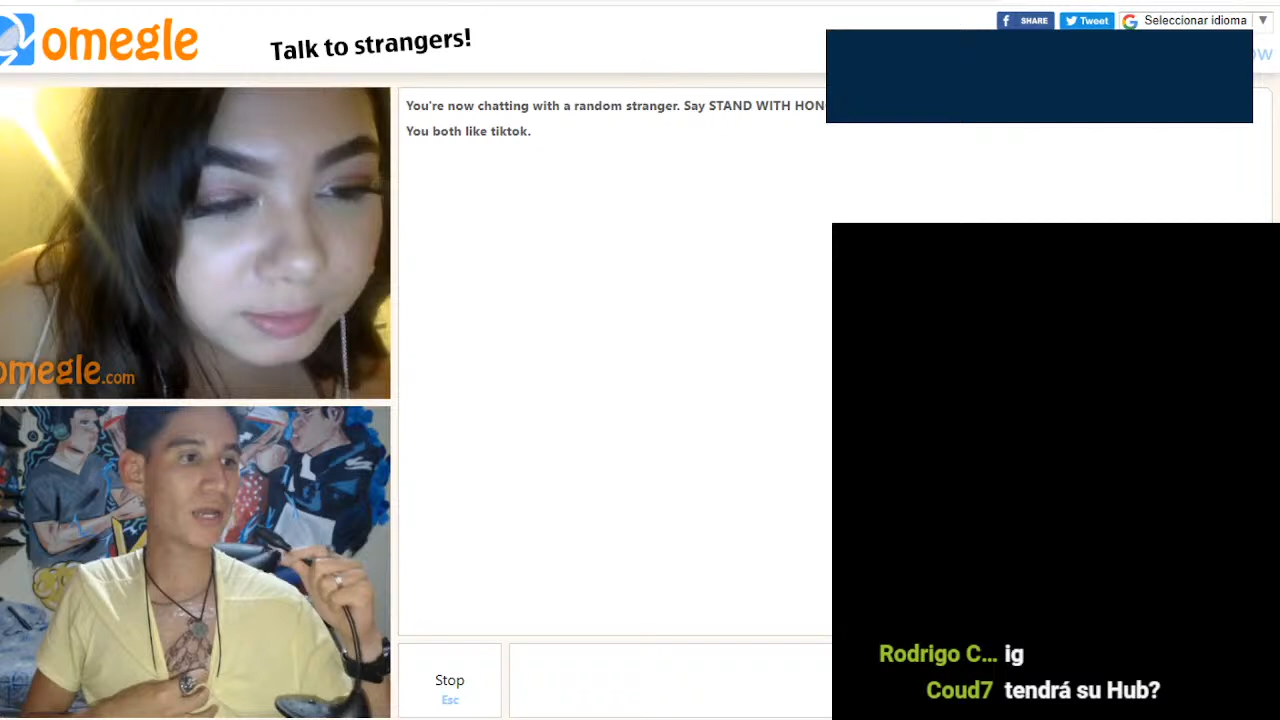 omegle
Talk to strangers!
SHARE
Tweet
Seleccionar idioma
You're now chatting with a random stranger. Say STAND WITH HON
You both like tiktok.
omegle.com
Stop
Esc
Rodrigo C... ig
Coud7 tendrá su Hub?